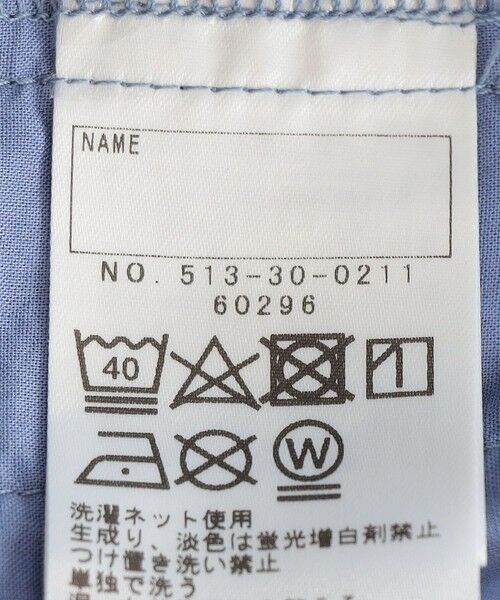 NAME
NO. 513-30-0211
60296
40
W
洗濯ネット使用
生成り、淡色は蛍光増白剤禁止
つけ置き洗い禁止
単独で洗う